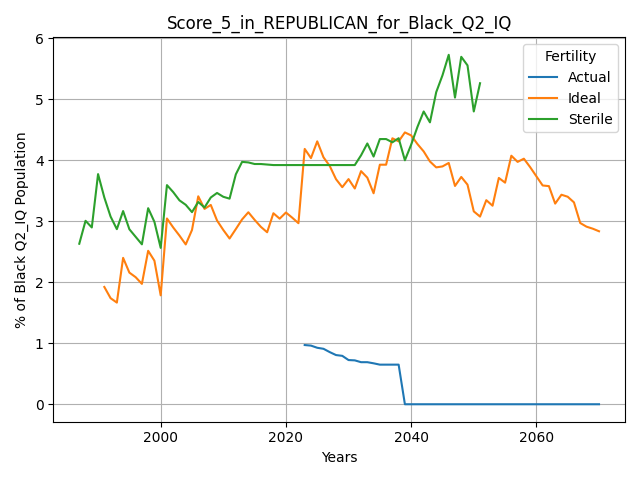 Score_5_in_REPUBLICAN_for_Black_Q2_IQ
% of Black Q2_IQ Population
6
5
4
3
2
1
0
Fertility
Actual
Ideal
Sterile
2000
2020
2040
2060
Years